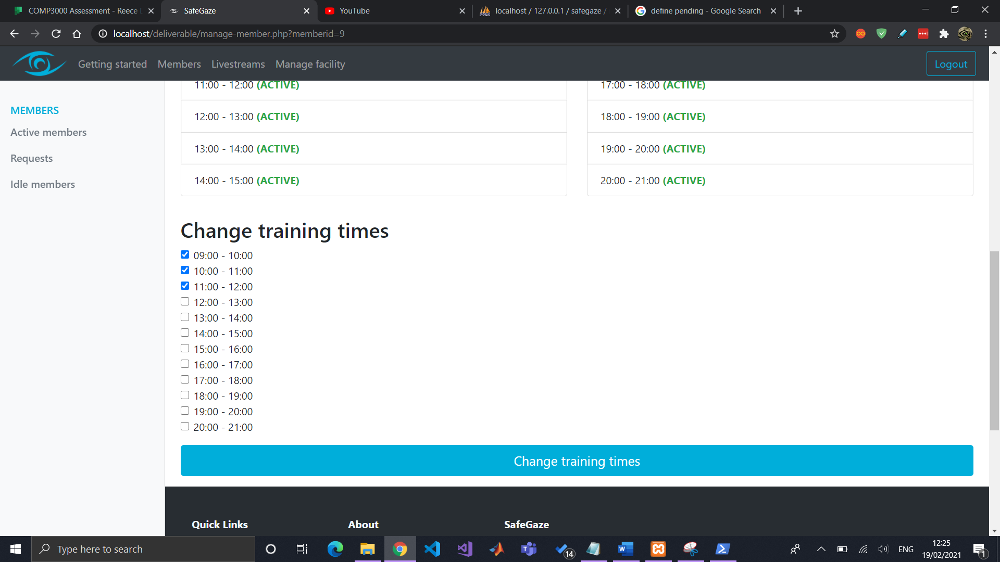 COMP3000 Assessment - Reece
SafeGaze
YouTube
localhost / 127.0.0.1 / safegaze /
define pending - Google Search
localhost/deliverable/manage-member.php?memberid=9
Getting started
Members
Livestreams
Manage facility
Logout
MEMBERS
Active members
Requests
Idle members
11:00 - 12:00 (ACTIVE)
12:00 - 13:00 (ACTIVE)
13:00 - 14:00 (ACTIVE)
14:00 - 15:00 (ACTIVE)
17:00 - 18:00 (ACTIVE)
18:00 - 19:00 (ACTIVE)
19:00 - 20:00 (ACTIVE)
20:00 - 21:00 (ACTIVE)
Change training times
09:00 - 10:00
10:00 - 11:00
11:00 - 12:00
12:00 - 13:00
13:00 - 14:00
14:00 - 15:00
15:00 - 16:00
16:00 - 17:00
17:00 - 18:00
18:00 - 19:00
19:00 - 20:00
20:00 - 21:00
Change training times
Quick Links
About
SafeGaze
Type here to search
14
ENG
12:25
19/02/2021
1